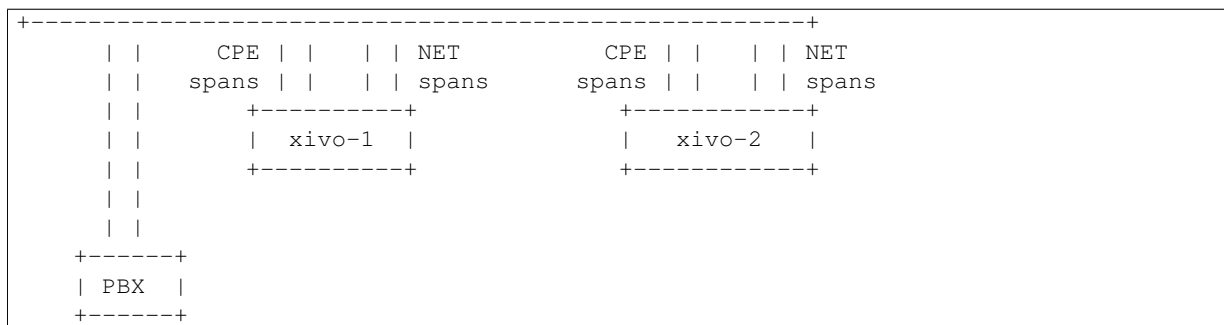 +------------------------------------------------------+
      | |     CPE | |   | | NET            CPE | |   | | NET
      | |   spans | |   | | spans        spans | |   | | spans
      | |       +----------+              +------------+
      | |       |  xivo-1  |              |   xivo-2   |
      | |       +----------+              +------------+
      | |
      | |
    +------+
    | PBX  |
    +------+